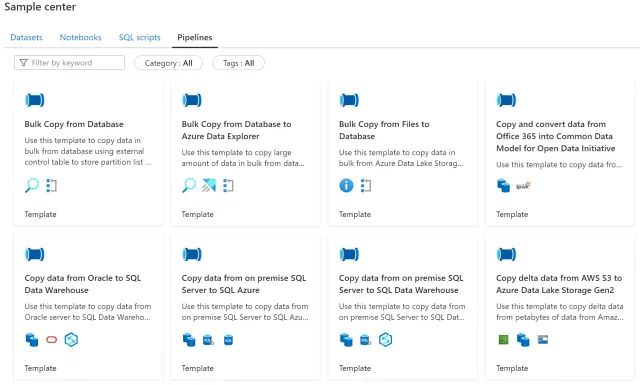 Sample center
Datasets Notebooks SQL scripts Pipelines
Filter by keyword Category : All Tags : All
Bulk Copy from Database
Use this template to copy data in
bulk from database using external
control table to store partition list ...
Template
Bulk Copy from Database to
Azure Data Explorer
Use this template to copy large
amount of data in bulk from data...
Template
Bulk Copy from Files to
Database
Use this template to copy data in
bulk from Azure Data Lake Storag...
Template
Copy and convert data from
Office 365 into Common Data
Model for Open Data Initiative
Use this template to copy data fro...
Spark
Template
Copy data from Oracle to SQL
Data Warehouse
Use this template to copy data from
Oracle server to SQL Data Wareho...
Template
Copy data from on premise SQL
Server to SQL Azure
Use this template to copy data from
on premise SQL Server to SQL Azu...
SQL SQL
Template
Copy data from on premise SQL
Server to SQL Data Warehouse
Use this template to copy data from
on premise SQL Server to SQL Dat...
SQL
Template
Copy delta data from AWS S3 to
Azure Data Lake Storage Gen2
Use this template to copy delta data
from petabytes of data from Amaz...
Template